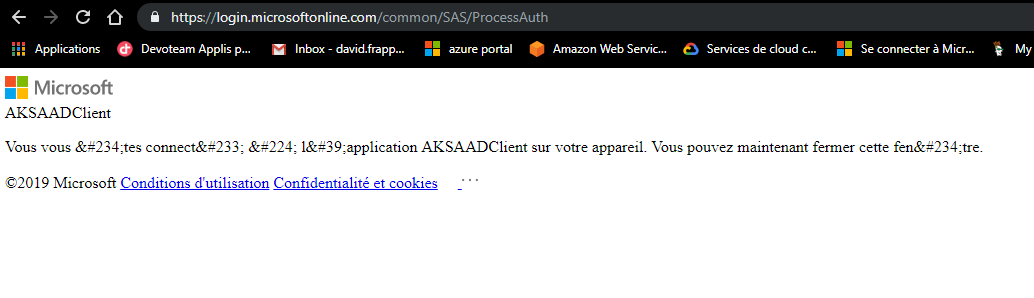 https://login.microsoftonline.com/common/SAS/ProcessAuth
Applications Devoteam Applis p... Inbox - david.frapp... azure portal Amazon Web Servic... Services de cloud c... Se connecter à Micr... My
Microsoft
AKSAADClient
Vous vous &#234;tes connect&#233; &#224; l&#39;application AKSAADClient sur votre appareil. Vous pouvez maintenant fermer cette fen&#234;tre.
©2019 Microsoft Conditions d'utilisation Confidentialité et cookies ...